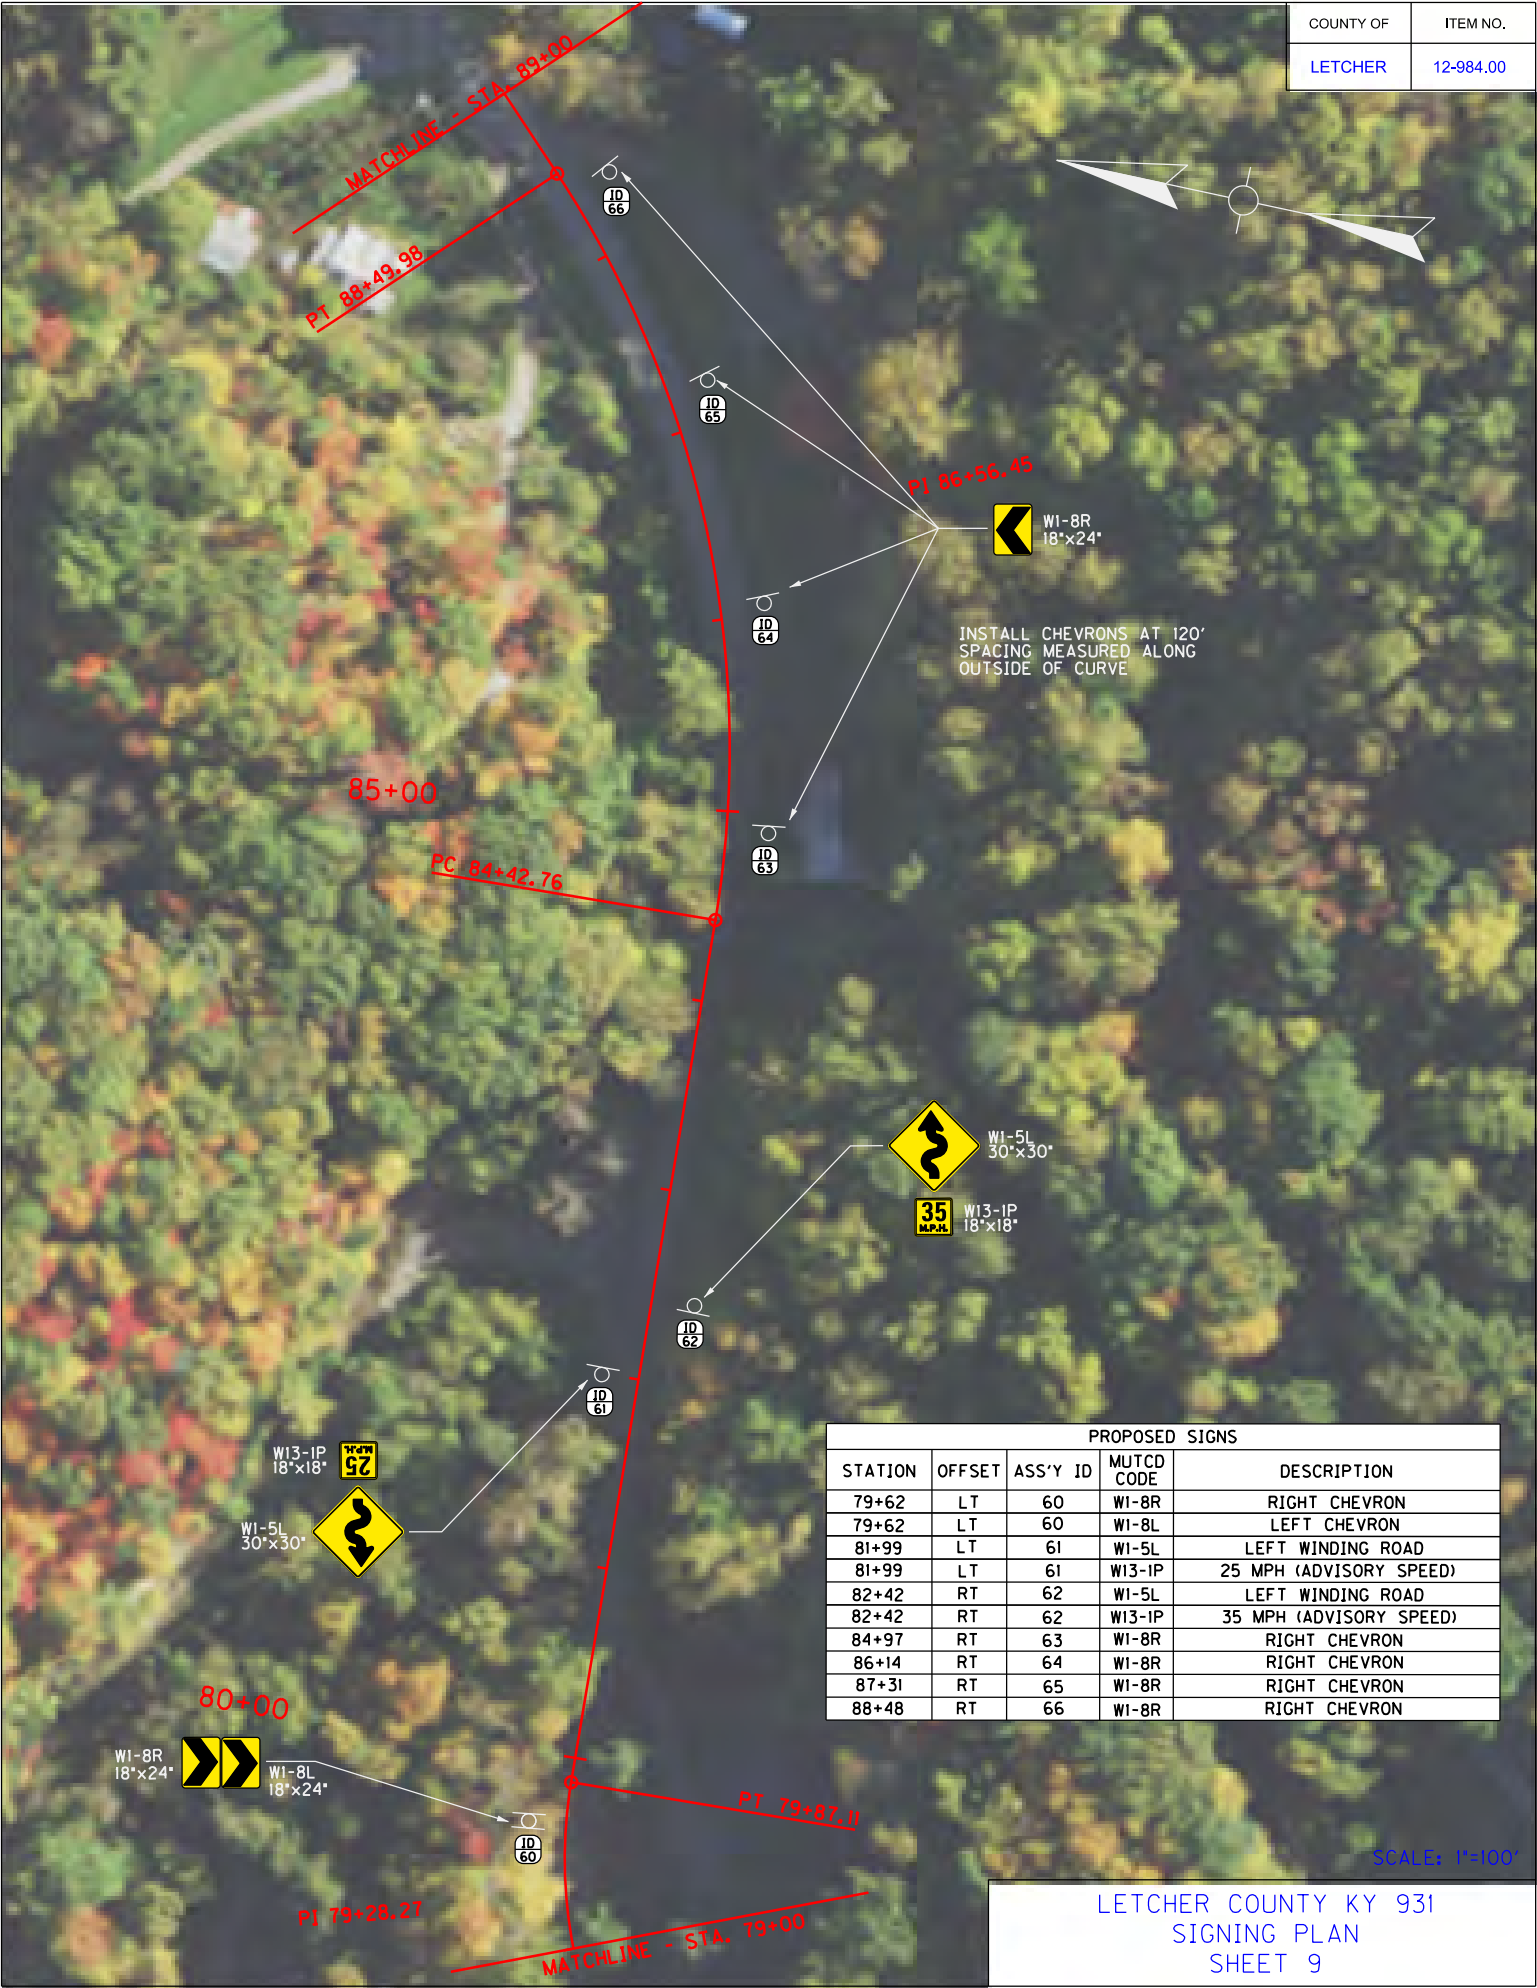 COUNTY OF
ITEM NO.
LETCHER
12-984.00
MATCHLINE - STA. 89+00
ID
66
PT 88+49.98
ID
65
PI 86+56.45
W1-8R
18"x24"
ID
64
INSTALL CHEVRONS AT 120'
SPACING MEASURED ALONG
OUTSIDE OF CURVE
85+00
ID
63
PC 84+42.76
W1-5L
30"x30"
35
M.P.H.
W13-1P
18"x18"
ID
62
ID
61
W13-1P
18"x18"
25
M.P.H.
W1-5L
30"x30"
PROPOSED SIGNS
STATION OFFSET ASS'Y ID MUTCD CODE DESCRIPTION
79+62 LT 60 W1-8R RIGHT CHEVRON
79+62 LT 60 W1-8L LEFT CHEVRON
81+99 LT 61 W1-5L LEFT WINDING ROAD
81+99 LT 61 W13-1P 25 MPH (ADVISORY SPEED)
82+42 RT 62 W1-5L LEFT WINDING ROAD
82+42 RT 62 W13-1P 35 MPH (ADVISORY SPEED)
84+97 RT 63 W1-8R RIGHT CHEVRON
86+14 RT 64 W1-8R RIGHT CHEVRON
87+31 RT 65 W1-8R RIGHT CHEVRON
88+48 RT 66 W1-8R RIGHT CHEVRON
80+00
W1-8R
18"x24"
W1-8L
18"x24"
PT 79+87.11
ID
60
SCALE: 1"=100'
PI 79+28.27
MATCHLINE - STA. 79+00
LETCHER COUNTY KY 931
SIGNING PLAN
SHEET 9